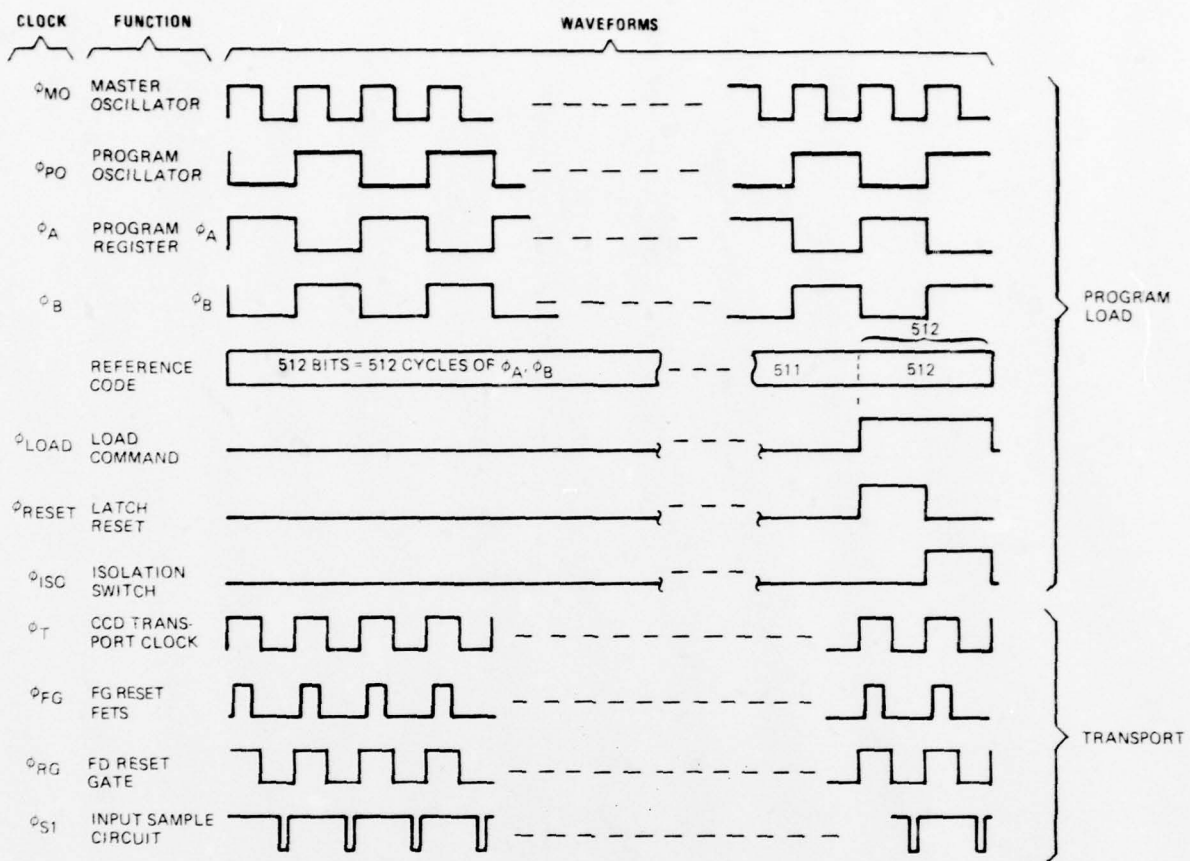 CLOCK FUNCTION WAVEFORMS
φMO MASTER
OSCILLATOR
φPO PROGRAM
OSCILLATOR
φA PROGRAM φA
REGISTER
φB φB
PROGRAM
LOAD
512
REFERENCE
CODE
512 BITS = 512 CYCLES OF φA, φB
511 512
φLOAD LOAD
COMMAND
φRESET LATCH
RESET
φISO ISOLATION
SWITCH
φT CCD TRANS-
PORT CLOCK
φFG FG RESET
FETS
TRANSPORT
φRG FD RESET
GATE
φS1 INPUT SAMPLE
CIRCUIT